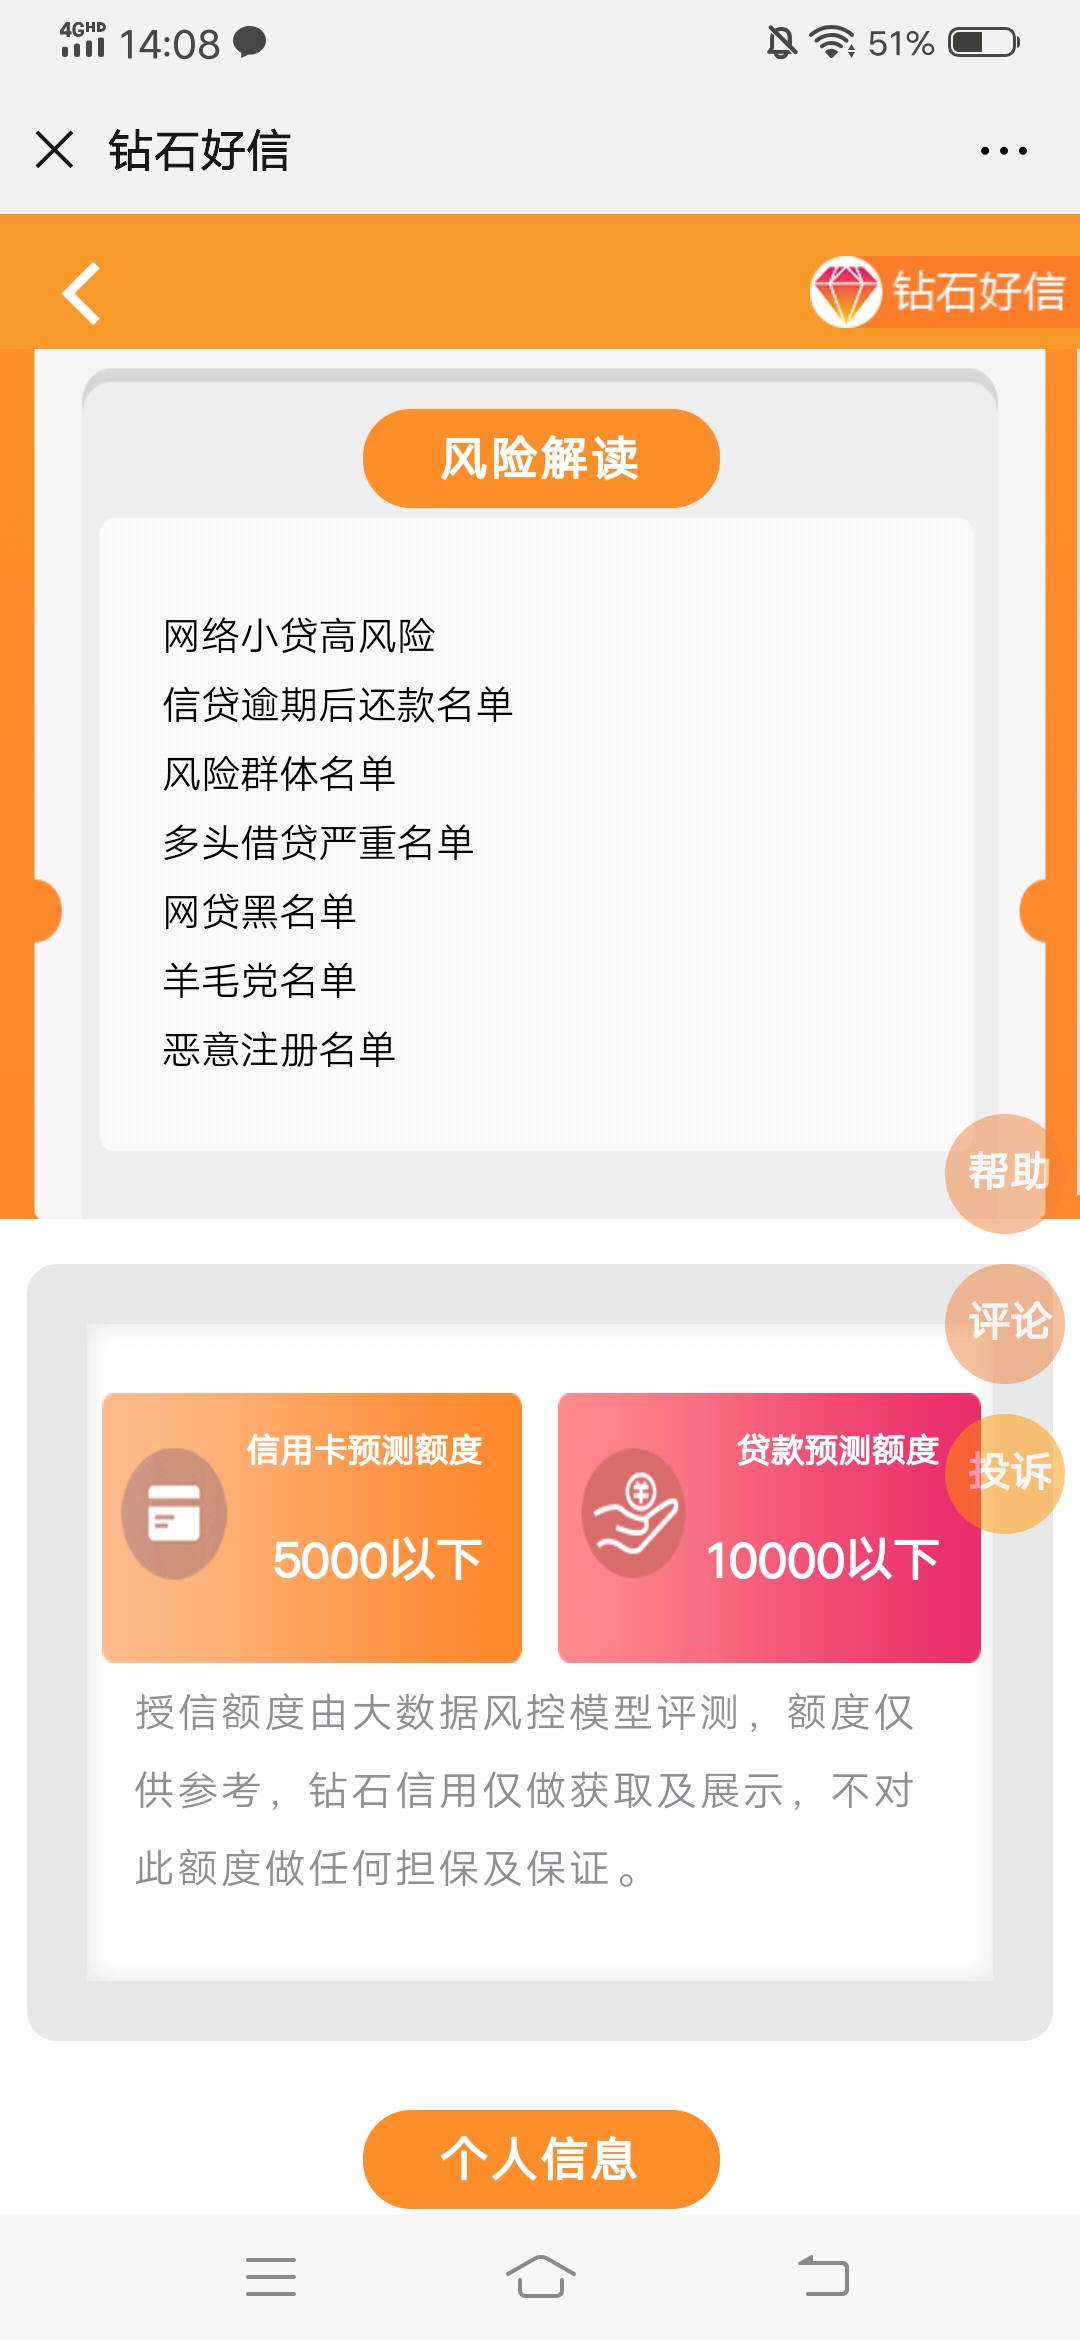 4GHD 14:08 51%
钻石好信
钻石好信
风险解读
网络小贷高风险
信贷逾期后还款名单
风险群体名单
多头借贷严重名单
网贷黑名单
羊毛党名单
恶意注册名单
帮助
评论
信用卡预测额度
5000以下
贷款预测额度
10000以下
投诉
授信额度由大数据风控模型评测，额度仅
供参考，钻石信用仅做获取及展示，不对
此额度做任何担保及保证。
个人信息